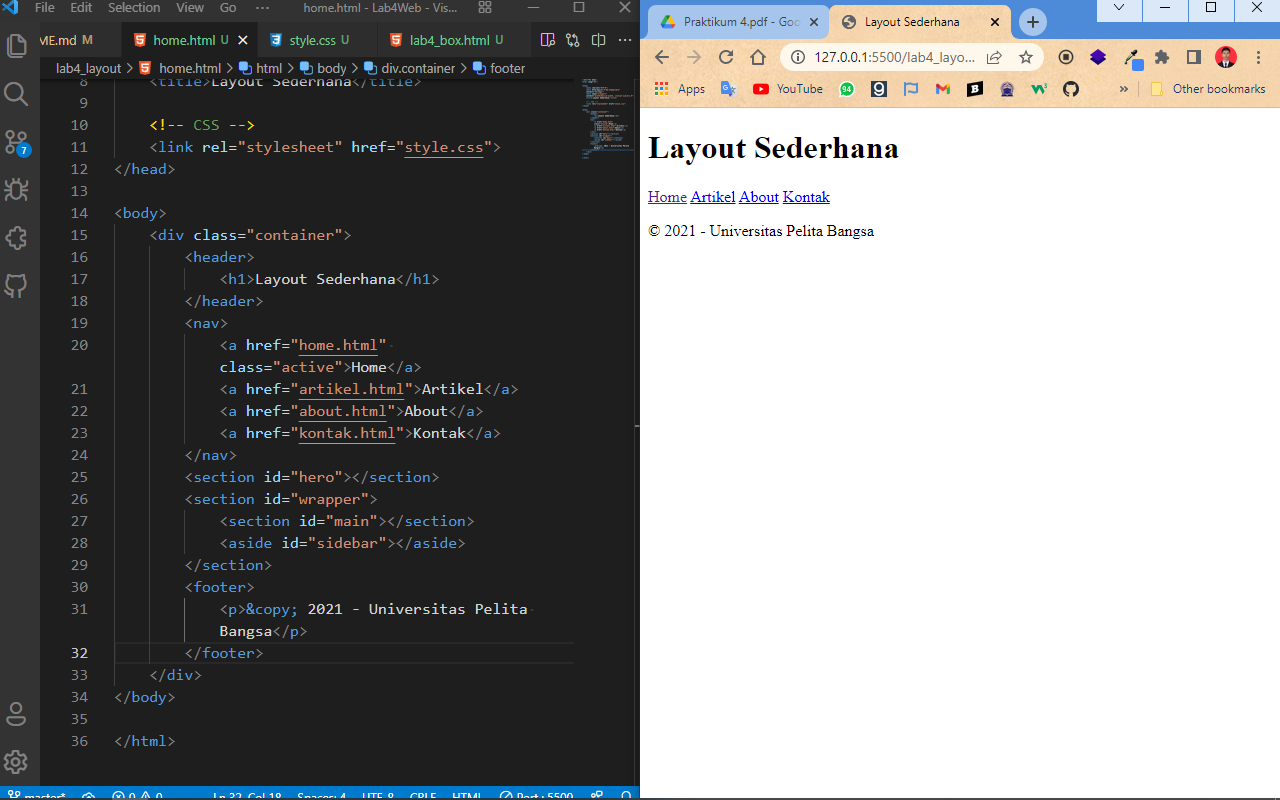 File Edit Selection View Go ··· home.html - Lab4Web - Vis...
ME.md M home.html U style.css U lab4_box.html U
lab4_layout > home.html > html > body > div.container > footer
8 <title>Layout Sederhana</title>
9
10 <!-- CSS -->
11 <link rel="stylesheet" href="style.css">
12 </head>
13
14 <body>
15 <div class="container">
16 <header>
17 <h1>Layout Sederhana</h1>
18 </header>
19 <nav>
20 <a href="home.html"
class="active">Home</a>
21 <a href="artikel.html">Artikel</a>
22 <a href="about.html">About</a>
23 <a href="kontak.html">Kontak</a>
24 </nav>
25 <section id="hero"></section>
26 <section id="wrapper">
27 <section id="main"></section>
28 <aside id="sidebar"></aside>
29 </section>
30 <footer>
31 <p>&copy; 2021 - Universitas Pelita
Bangsa</p>
32 </footer>
33 </div>
34 </body>
35
36 </html>
7
master* 0 0 Ln 32, Col 18 Spaces: 4 UTF-8 CRLF HTML Port : 5500
Praktikum 4.pdf - Goo Layout Sederhana
127.0.0.1:5500/lab4_layo...
Apps YouTube 94 Other bookmarks
Layout Sederhana
Home Artikel About Kontak
© 2021 - Universitas Pelita Bangsa